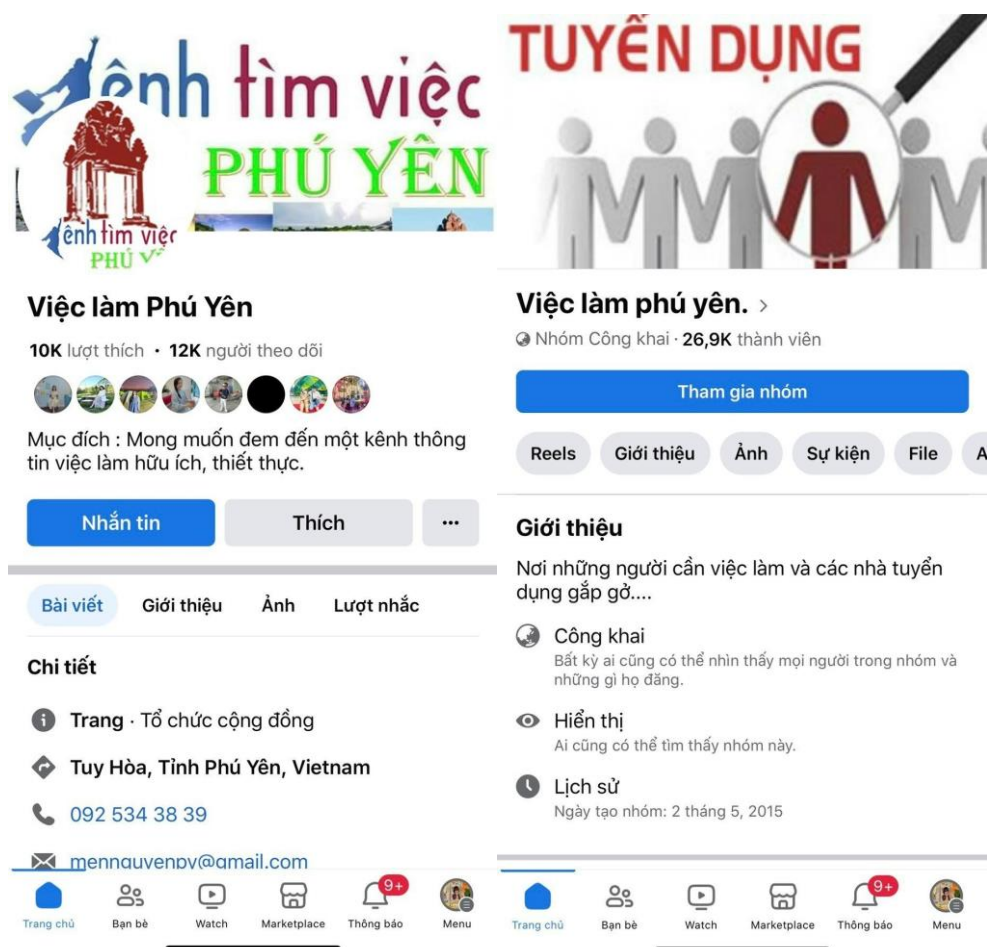 ênh tìm việc
PHÚ YÊN
ênh tìm việc
PHÚ
Việc làm Phú Yên
10K lượt thích • 12K người theo dõi
Mục đích : Mong muốn đem đến một kênh thông
tin việc làm hữu ích, thiết thực.
Nhắn tin
Thích
Bài viết
Giới thiệu
Ảnh
Lượt nhắc
Chi tiết
Trang · Tổ chức cộng đồng
Tuy Hòa, Tỉnh Phú Yên, Vietnam
092 534 38 39
mennguyenpy@gmail.com
Trang chủ
Bạn bè
Watch
Marketplace
9+
Thông báo
Menu
TUYỂN DỤNG
Việc làm phú yên. >
Nhóm Công khai · 26,9K thành viên
Tham gia nhóm
Reels
Giới thiệu
Ảnh
Sự kiện
File
A
Giới thiệu
Nơi những người cần việc làm và các nhà tuyển
dụng gắp gở....
Công khai
Bất kỳ ai cũng có thể nhìn thấy mọi người trong nhóm và
những gì họ đăng.
Hiển thị
Ai cũng có thể tìm thấy nhóm này.
Lịch sử
Ngày tạo nhóm: 2 tháng 5, 2015
Trang chủ
Bạn bè
Watch
Marketplace
9+
Thông báo
Menu